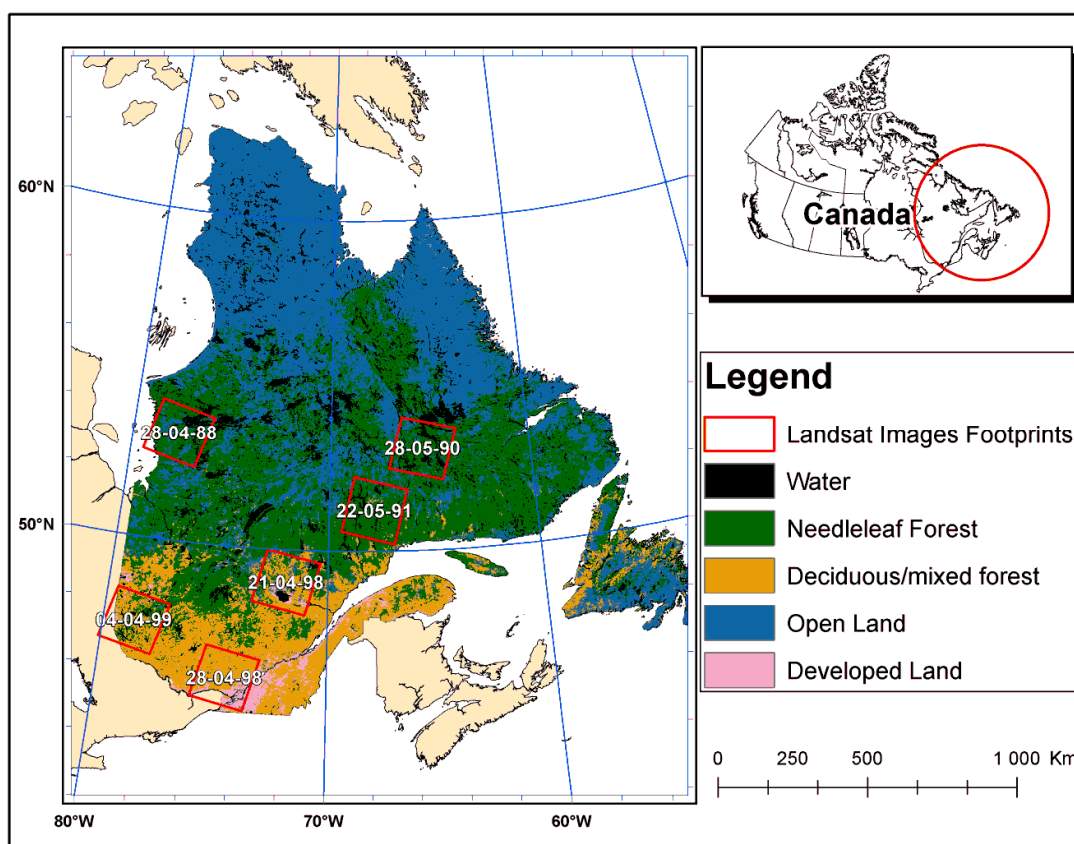 60°N
50°N
80°W
70°W
60°W
28-04-88
28-05-90
22-05-91
21-04-98
04-04-99
28-04-98
Canada
Legend
Landsat Images Footprints
Water
Needleleaf Forest
Deciduous/mixed forest
Open Land
Developed Land
0 250 500 1 000 Km